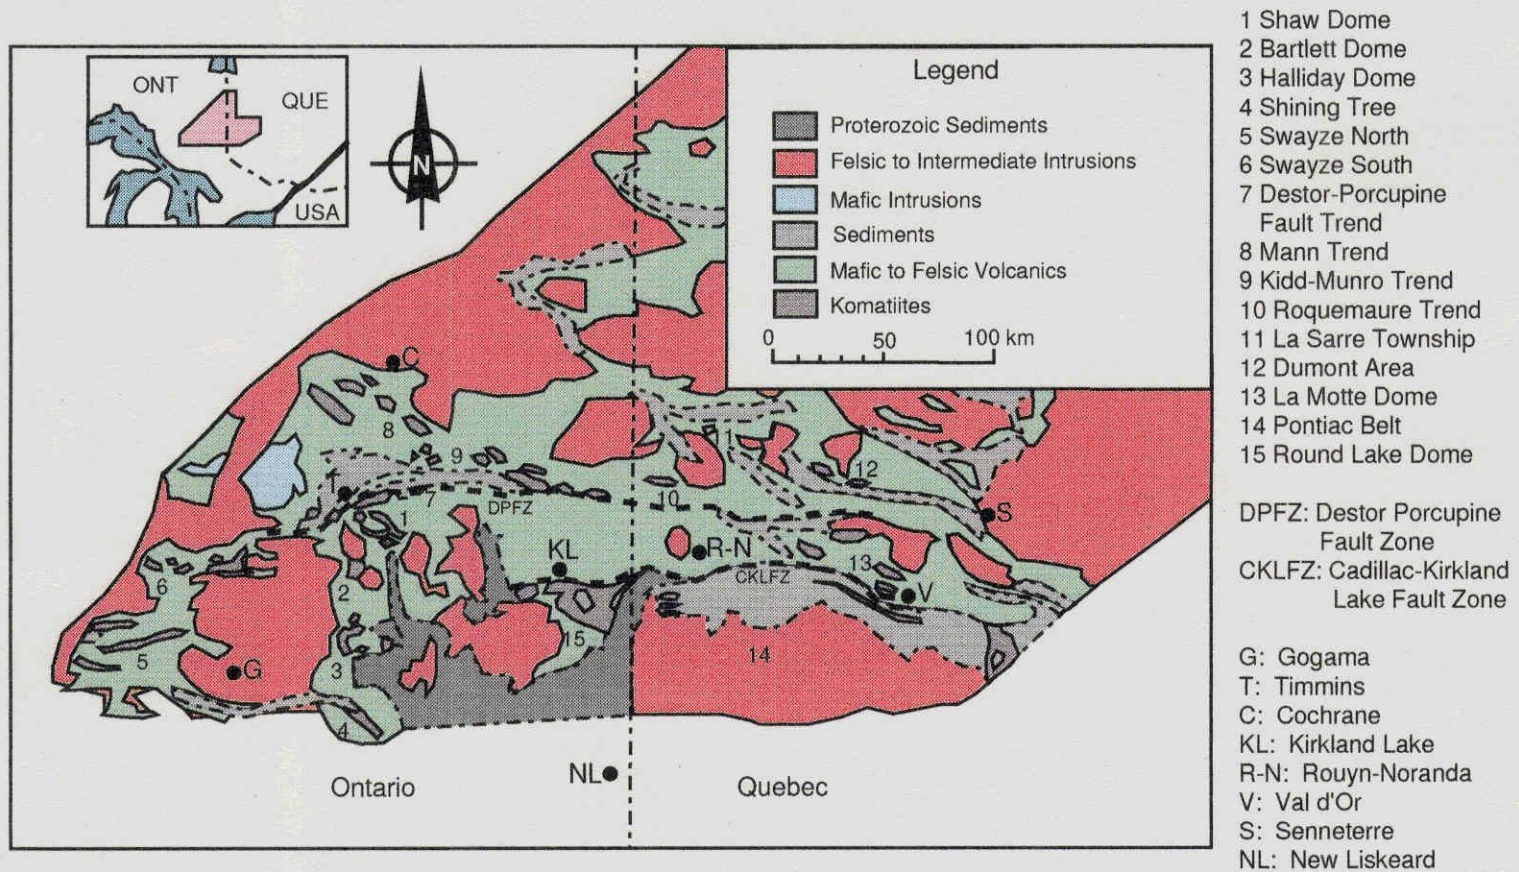 ONT
QUE
USA
N
Legend
Proterozoic Sediments
Felsic to Intermediate Intrusions
Mafic Intrusions
Sediments
Mafic to Felsic Volcanics
Komatiites
0 50 100 km
C
8
9
11
12
T
7
10
DPFZ
S
1
KL
R-N
13
CKLFZ
6
2
V
15
14
5
G
3
4
NL
Ontario
Quebec
1 Shaw Dome
2 Bartlett Dome
3 Halliday Dome
4 Shining Tree
5 Swayze North
6 Swayze South
7 Destor-Porcupine
Fault Trend
8 Mann Trend
9 Kidd-Munro Trend
10 Roquemaure Trend
11 La Sarre Township
12 Dumont Area
13 La Motte Dome
14 Pontiac Belt
15 Round Lake Dome
DPFZ: Destor Porcupine
Fault Zone
CKLFZ: Cadillac-Kirkland
Lake Fault Zone
G: Gogama
T: Timmins
C: Cochrane
KL: Kirkland Lake
R-N: Rouyn-Noranda
V: Val d'Or
S: Senneterre
NL: New Liskeard